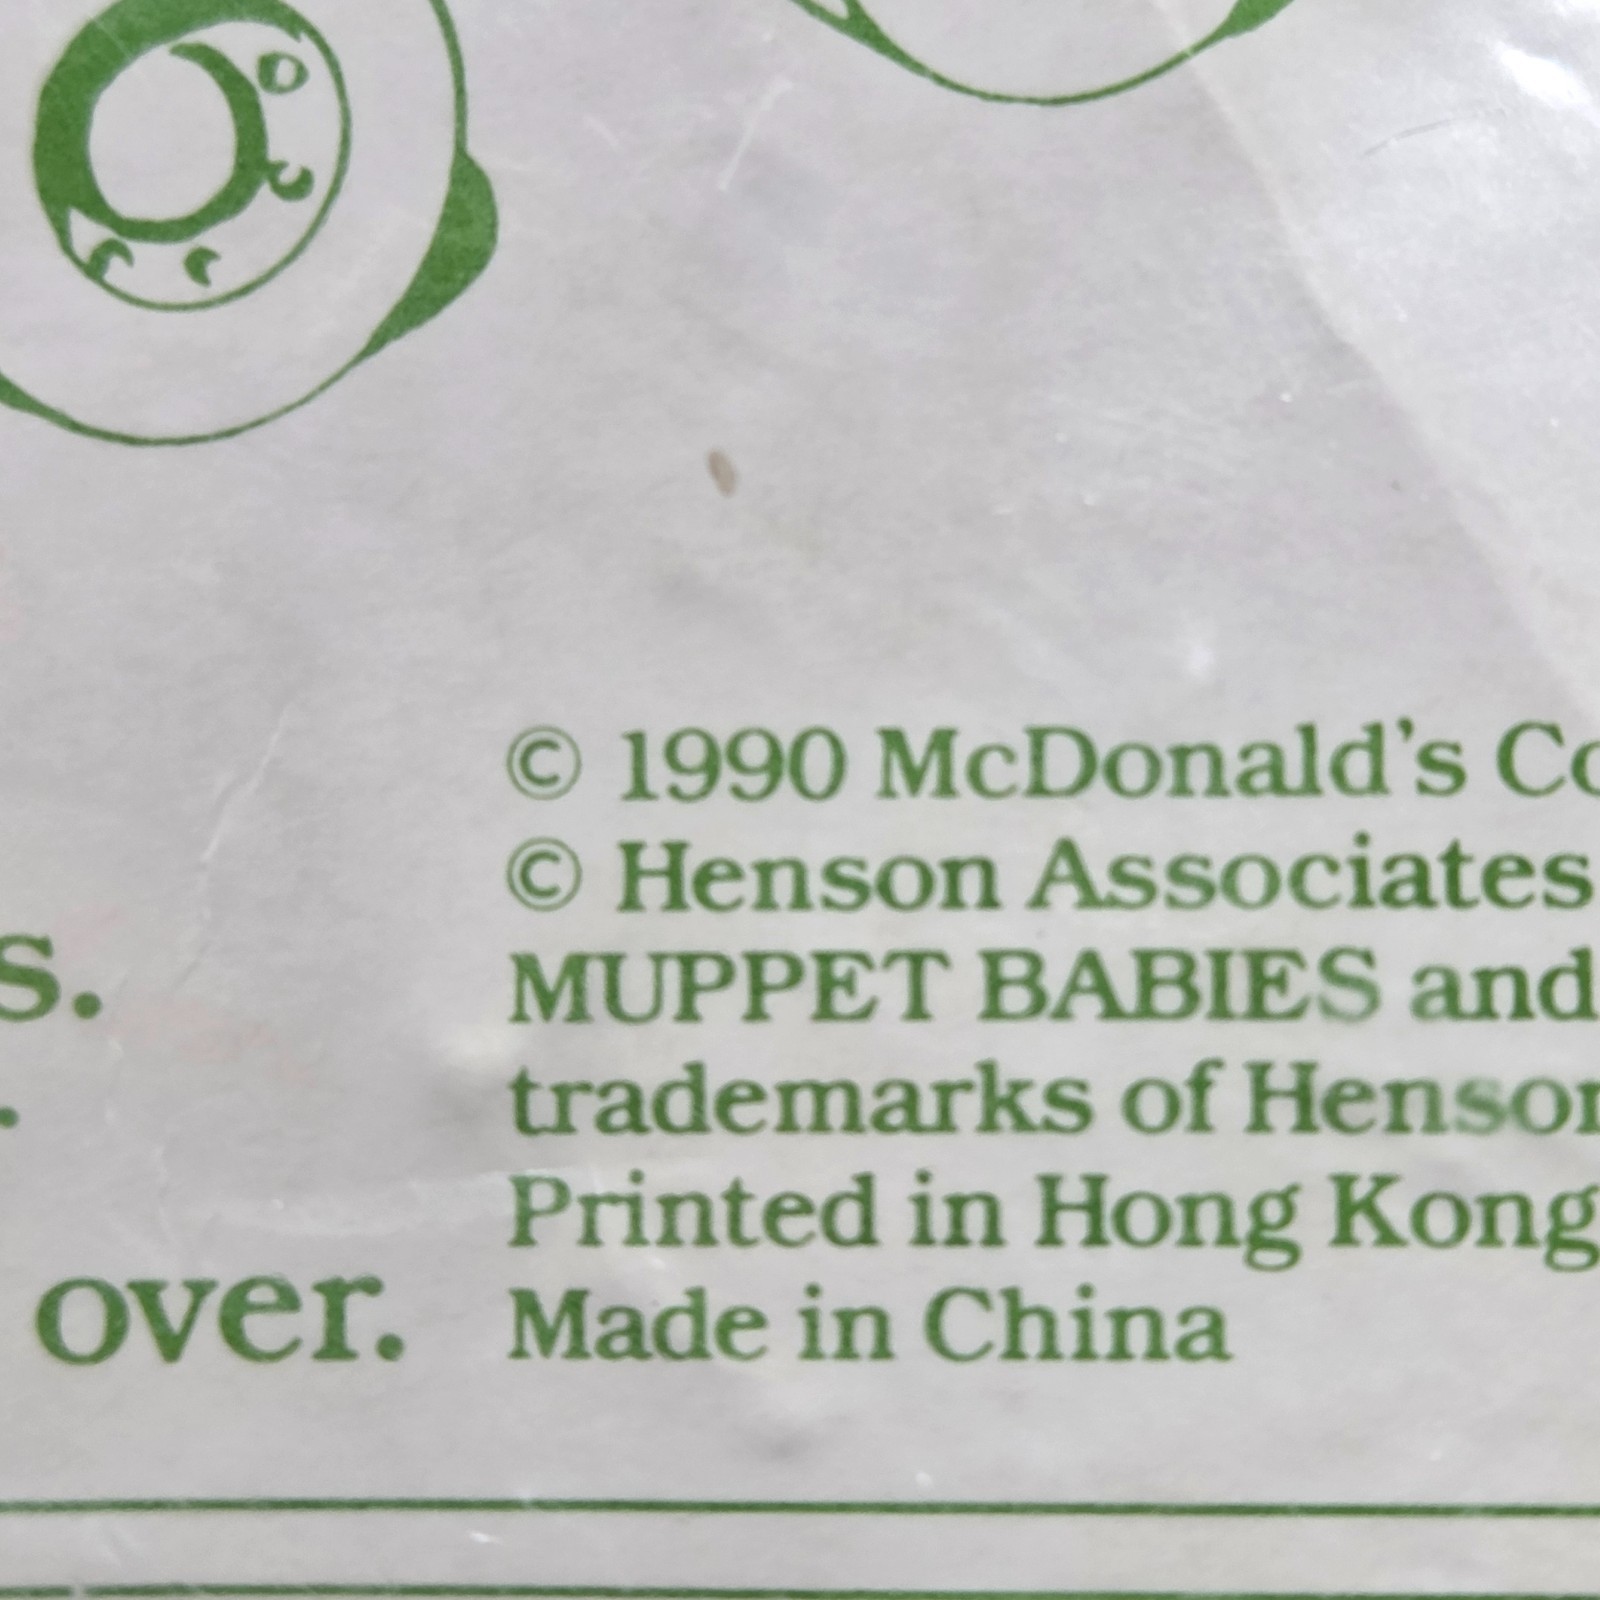 © 1990 McDonald's Co
© Henson Associates
MUPPET BABIES and
trademarks of Henson
Printed in Hong Kong
Made in China
s.
.
over.